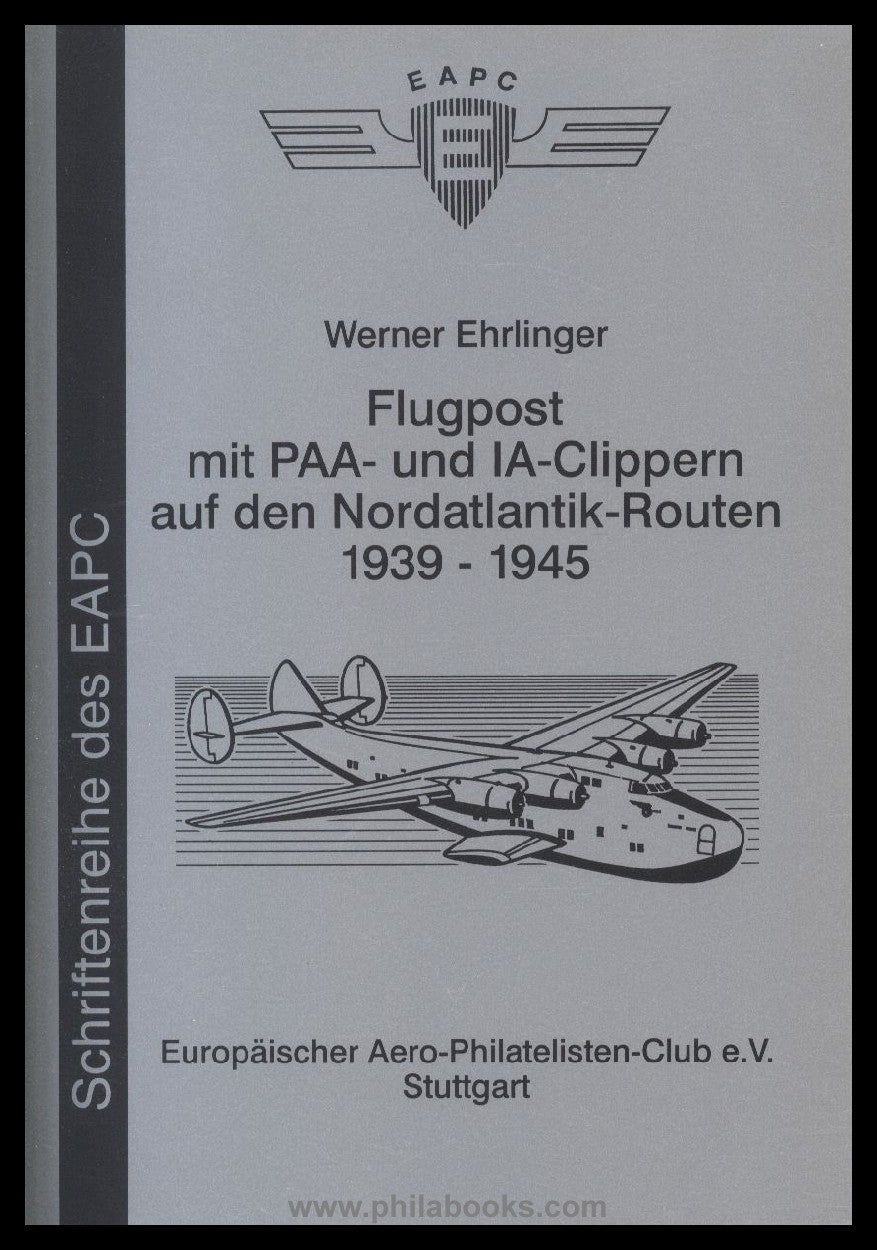 EAPC
Werner Ehrlinger
Flugpost
mit PAA- und IA-Clippern
auf den Nordatlantik-Routen
1939 - 1945
Schriftenreihe des EAPC
Europäischer Aero-Philatelisten-Club e.V.
Stuttgart
www.philabooks.com